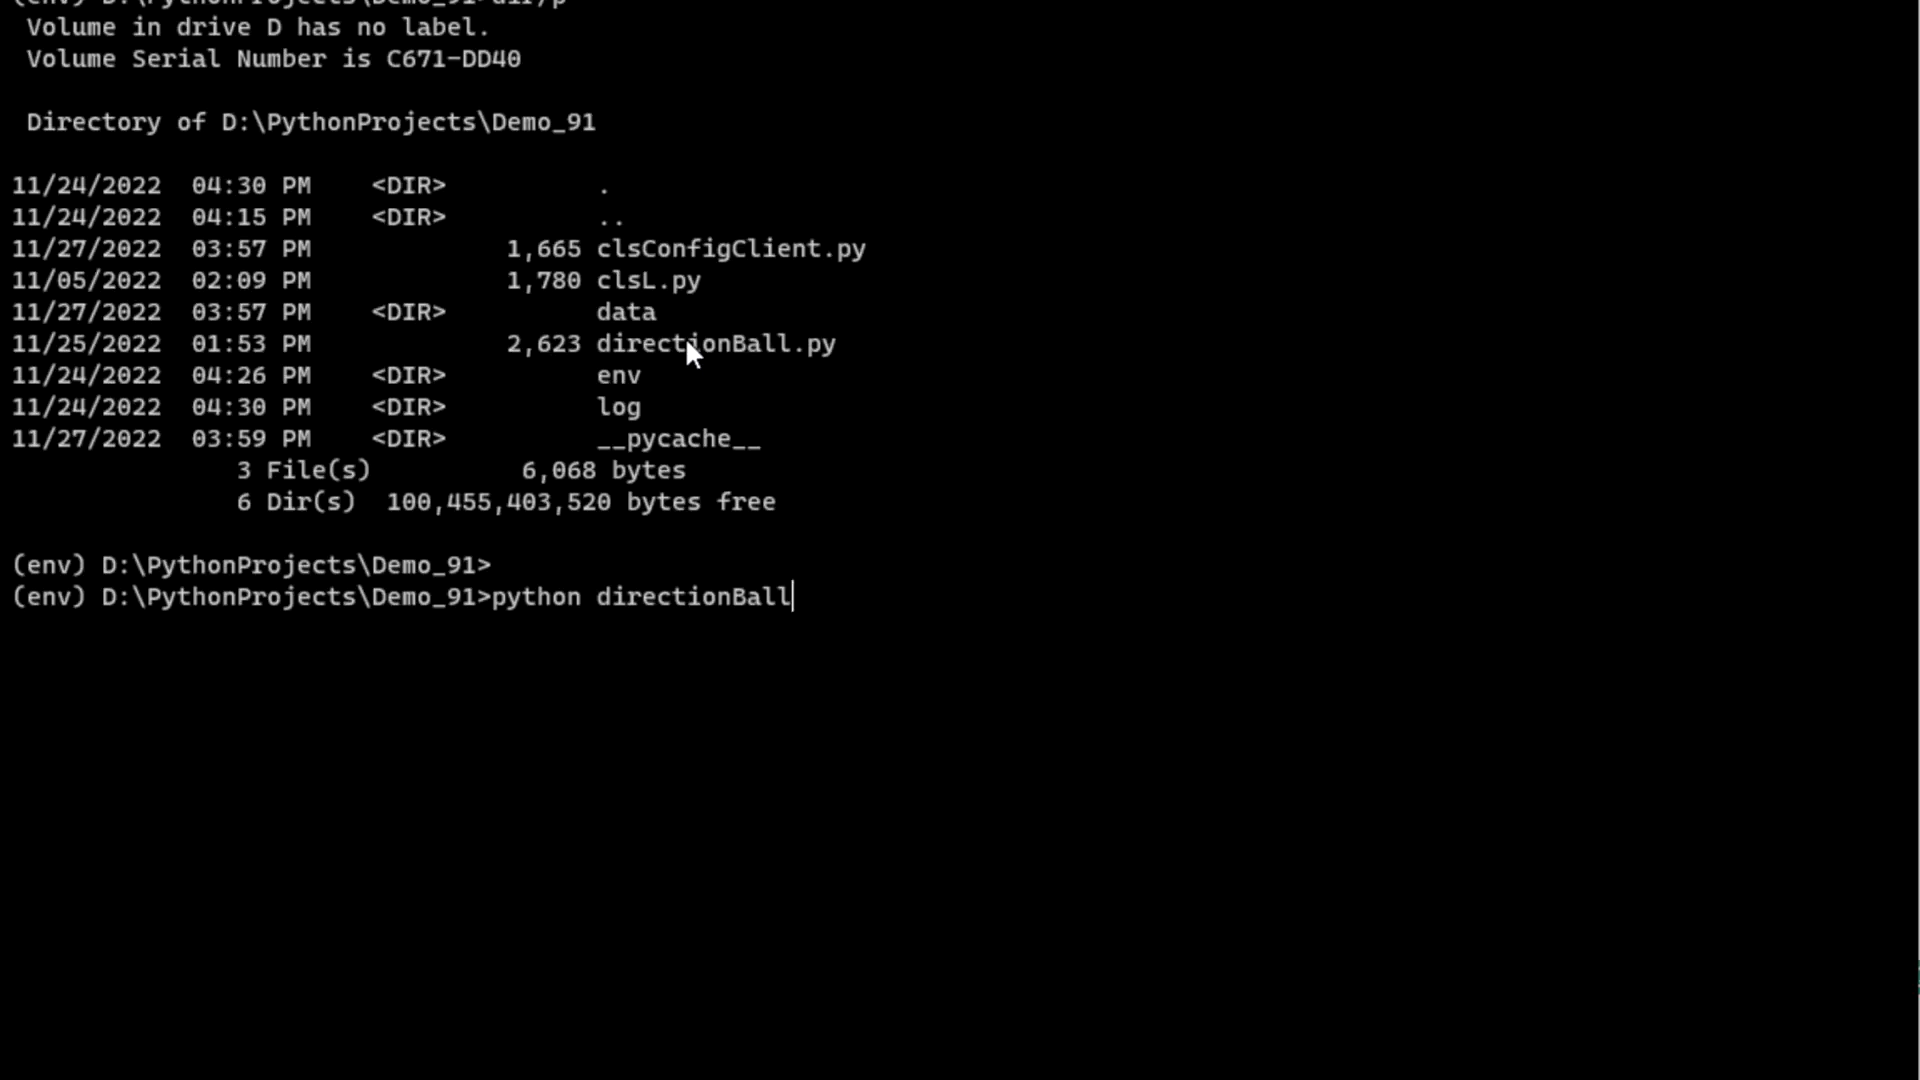 (env) D:\PythonProjects\Demo_91>dir/p
 Volume in drive D has no label.
 Volume Serial Number is C671-DD40

 Directory of D:\PythonProjects\Demo_91

11/24/2022  04:30 PM    <DIR>          .
11/24/2022  04:15 PM    <DIR>          ..
11/27/2022  03:57 PM             1,665 clsConfigClient.py
11/05/2022  02:09 PM             1,780 clsL.py
11/27/2022  03:57 PM    <DIR>          data
11/25/2022  01:53 PM             2,623 directionBall.py
11/24/2022  04:26 PM    <DIR>          env
11/24/2022  04:30 PM    <DIR>          log
11/27/2022  03:59 PM    <DIR>          __pycache__
               3 File(s)          6,068 bytes
               6 Dir(s)  100,455,403,520 bytes free

(env) D:\PythonProjects\Demo_91>
(env) D:\PythonProjects\Demo_91>python directionBall